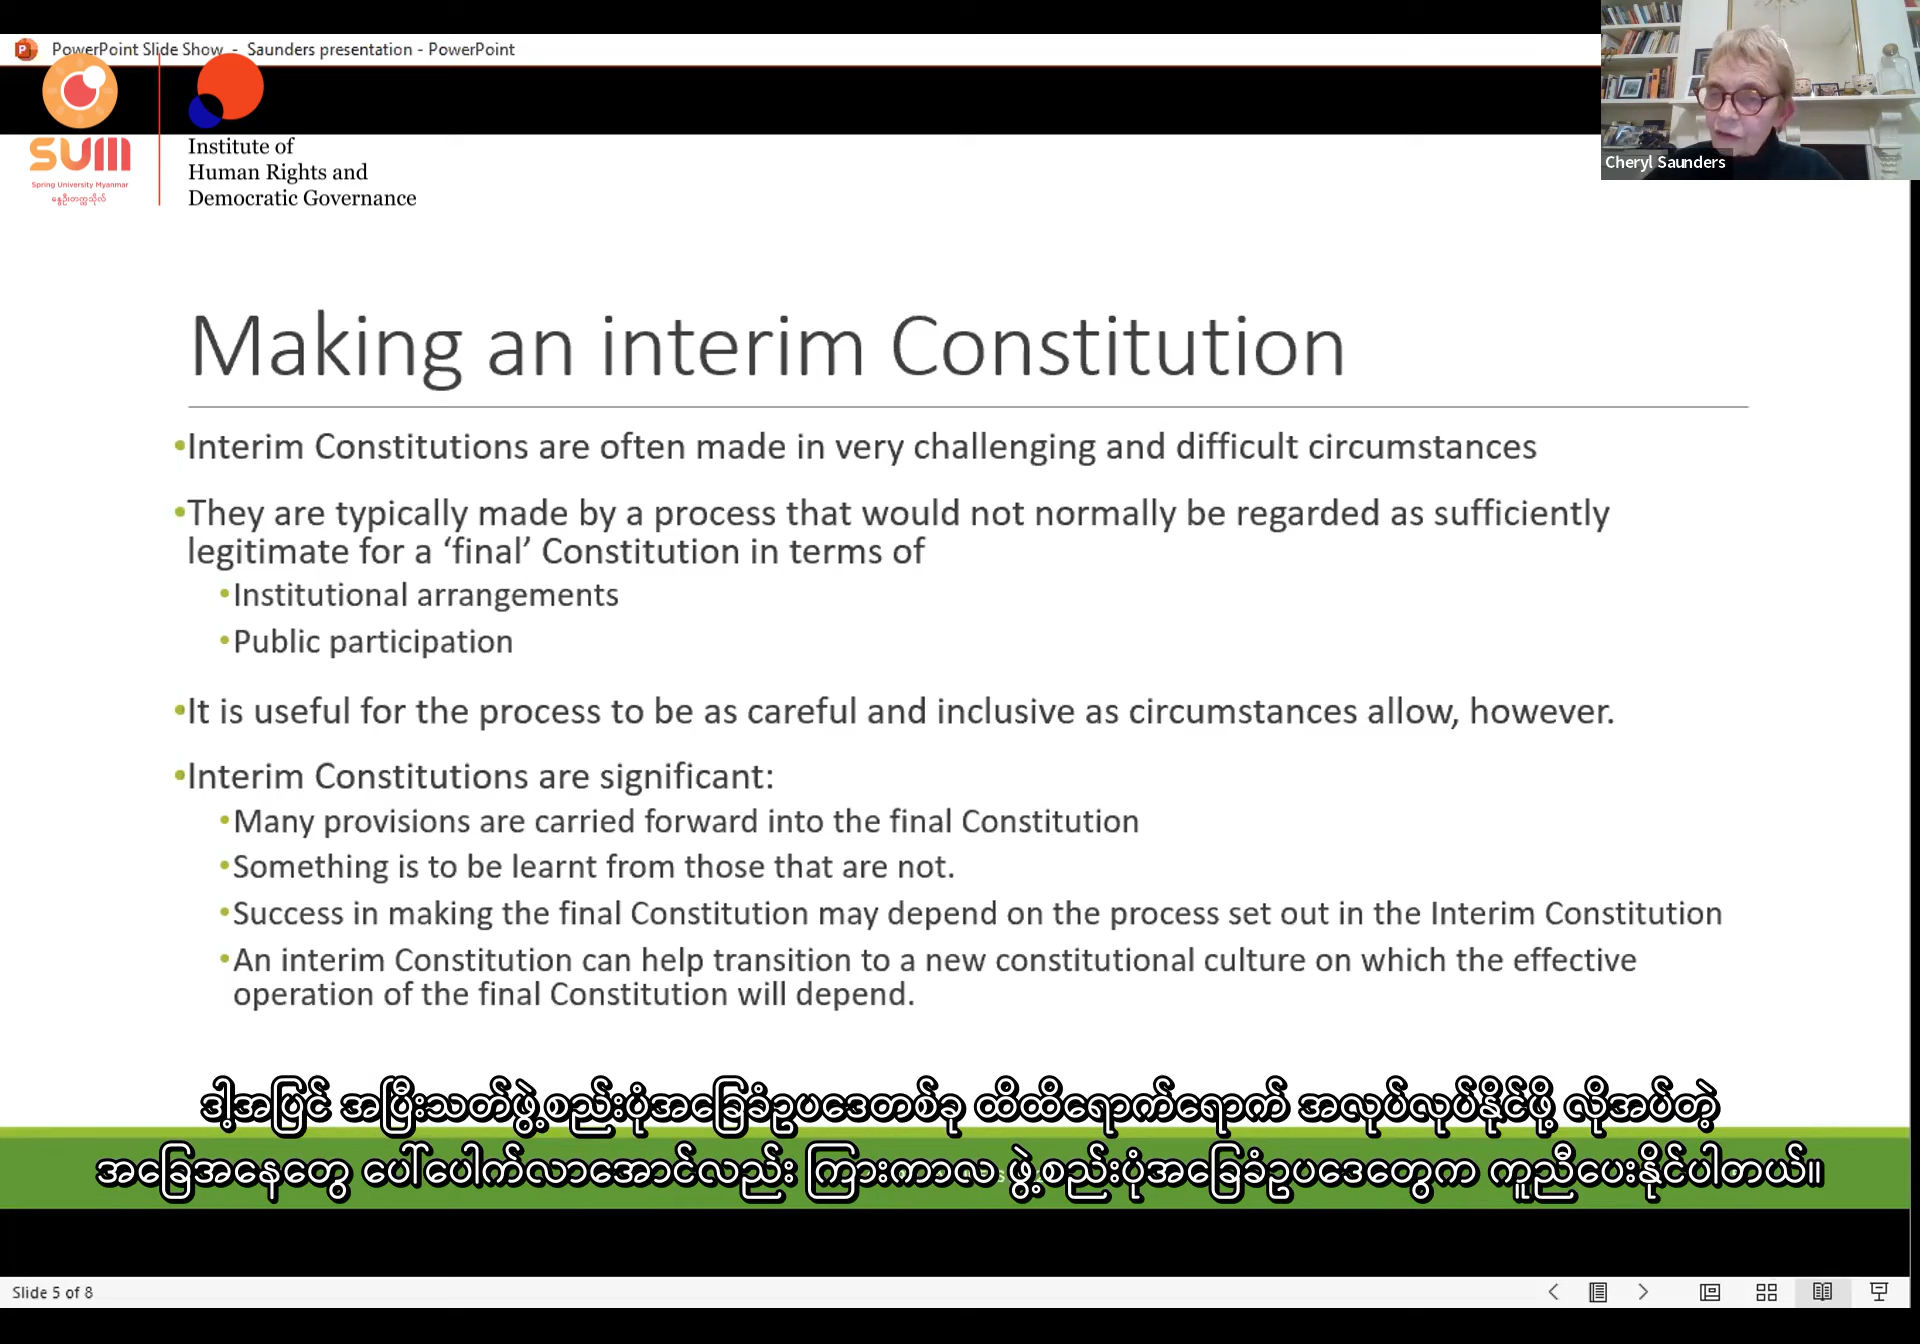 PowerPoint Slide Show - Saunders presentation - PowerPoint
SUM
Spring University Myanmar
နွေဦးတက္ကသိုလ်
Institute of
Human Rights and
Democratic Governance
Cheryl Saunders
Making an interim Constitution
•Interim Constitutions are often made in very challenging and difficult circumstances
•They are typically made by a process that would not normally be regarded as sufficiently
legitimate for a ‘final’ Constitution in terms of
•Institutional arrangements
•Public participation
•It is useful for the process to be as careful and inclusive as circumstances allow, however.
•Interim Constitutions are significant:
•Many provisions are carried forward into the final Constitution
•Something is to be learnt from those that are not.
•Success in making the final Constitution may depend on the process set out in the Interim Constitution
•An interim Constitution can help transition to a new constitutional culture on which the effective
operation of the final Constitution will depend.
ဒါ့အပြင် အပြီးသတ်ဖွဲ့စည်းပုံအခြေခံဥပဒေတစ်ခု ထိထိရောက်ရောက် အလုပ်လုပ်နိုင်ဖို့ လိုအပ်တဲ့
အခြေအနေတွေ ပေါ်ပေါက်လာအောင်လည်း ကြားကာလ ဖွဲ့စည်းပုံအခြေခံဥပဒေတွေက ကူညီပေးနိုင်ပါတယ်။
Slide 5 of 8